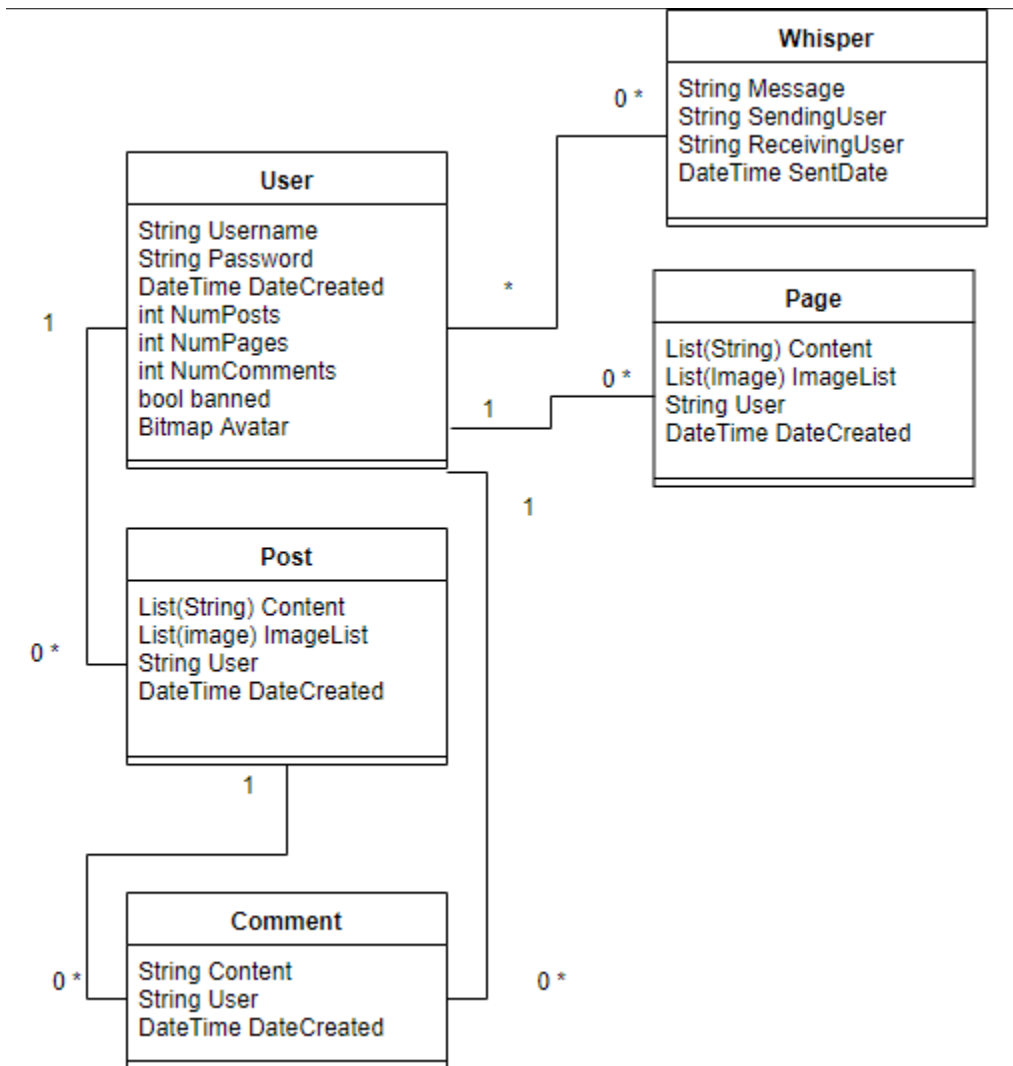 Whisper
String Message
String SendingUser
String ReceivingUser
DateTime SentDate
0 *
User
String Username
String Password
DateTime DateCreated
int NumPosts
int NumPages
int NumComments
bool banned
Bitmap Avatar
*
1
Page
List(String) Content
List(Image) ImageList
String User
DateTime DateCreated
0 *
1
1
Post
List(String) Content
List(image) ImageList
String User
DateTime DateCreated
0 *
1
Comment
String Content
String User
DateTime DateCreated
0 *
0 *